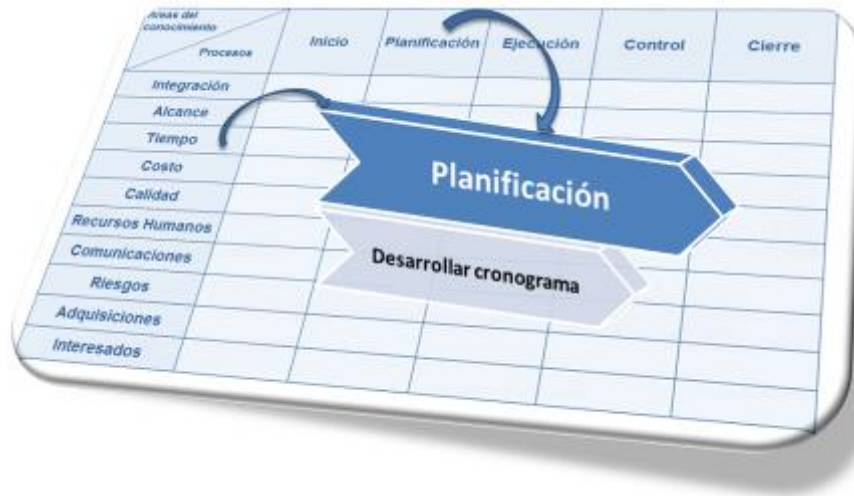 Áreas del
conocimiento
Procesos
Inicio
Planificación
Ejecución
Control
Cierre
Integración
Alcance
Tiempo
Costo
Calidad
Recursos Humanos
Comunicaciones
Riesgos
Adquisiciones
Interesados
Planificación
Desarrollar cronograma